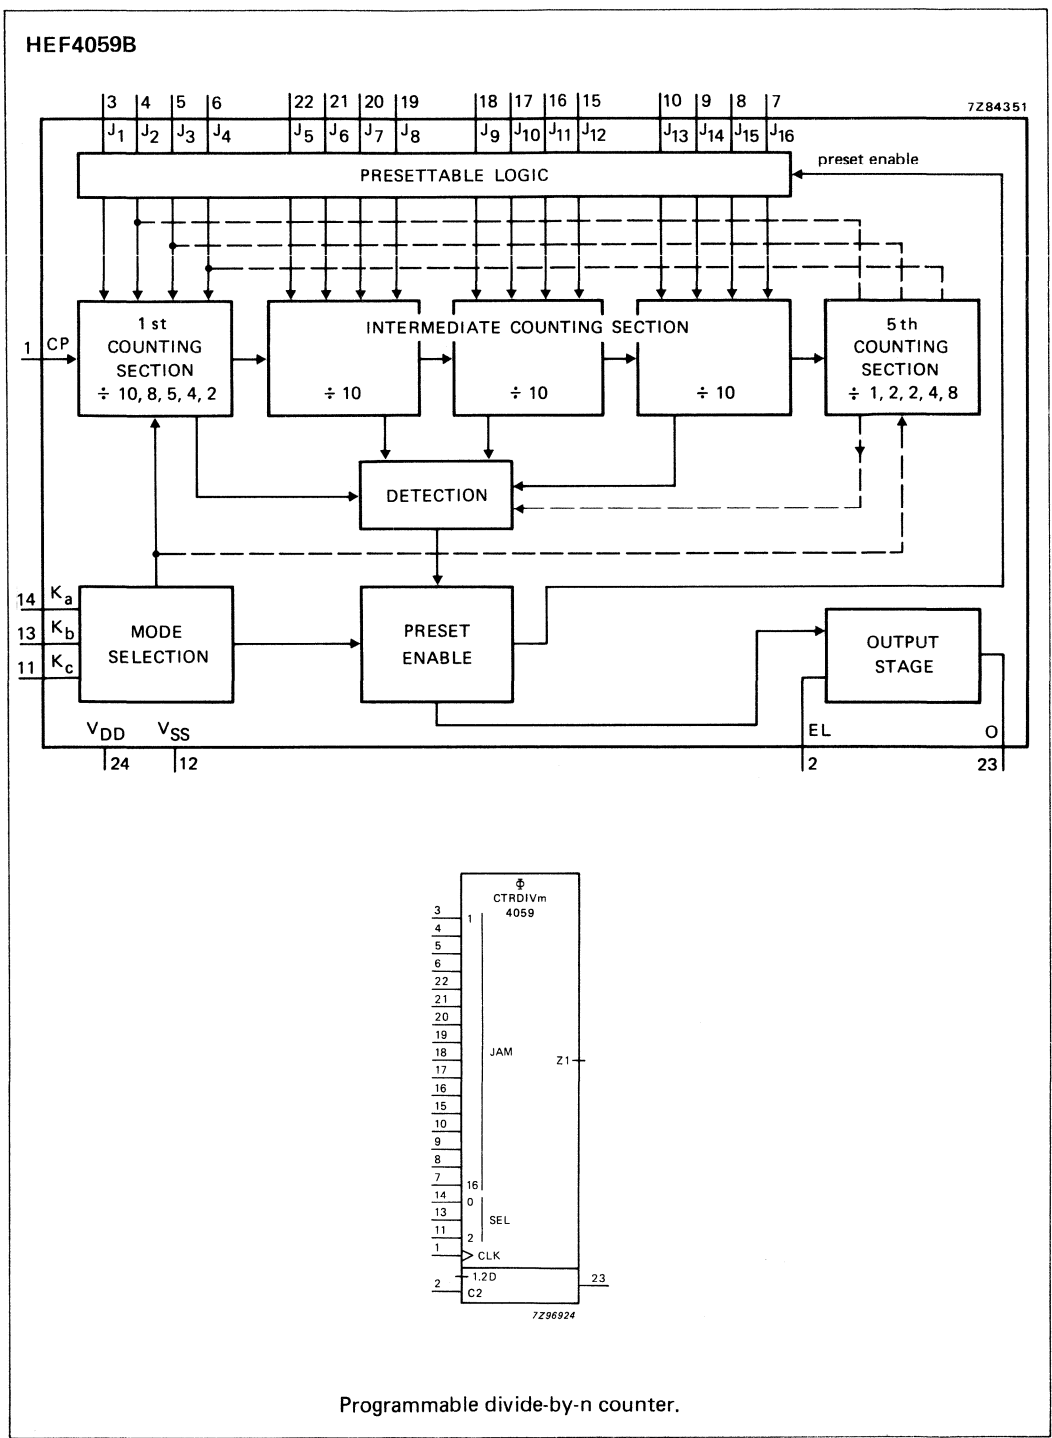 HEF4059B
3 4 5 6 22 21 20 19 18 17 16 15 10 9 8 7
7Z84351
J1 J2 J3 J4 J5 J6 J7 J8 J9 J10 J11 J12 J13 J14 J15 J16
preset enable
PRESETTABLE LOGIC
INTERMEDIATE COUNTING SECTION
1 CP
1 st
COUNTING
SECTION
÷ 10, 8, 5, 4, 2
÷ 10
÷ 10
÷ 10
5 th
COUNTING
SECTION
÷ 1, 2, 2, 4, 8
DETECTION
14 Ka
13 Kb
11 Kc
MODE
SELECTION
PRESET
ENABLE
OUTPUT
STAGE
VDD
VSS
EL
O
24
12
2
23
Φ
CTRDIVm
4059
3
1
4
5
6
22
21
20
19
18
JAM
Z1
17
16
15
10
9
8
7
16
14
0
13
SEL
11
2
1
CLK
1.2D
2
C2
23
7Z96924
Programmable divide-by-n counter.